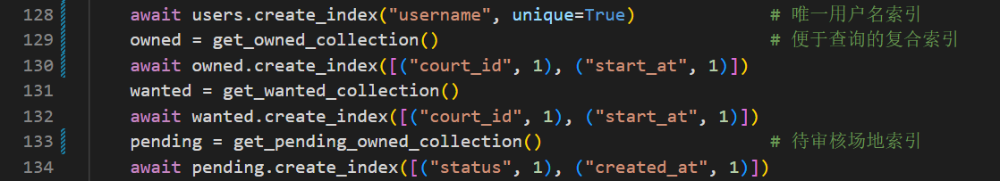 128 await users.create_index("username", unique=True) # 唯一用户名索引
129 owned = get_owned_collection() # 便于查询的复合索引
130 await owned.create_index([("court_id", 1), ("start_at", 1)])
131 wanted = get_wanted_collection()
132 await wanted.create_index([("court_id", 1), ("start_at", 1)])
133 pending = get_pending_owned_collection() # 待审核场地索引
134 await pending.create_index([("status", 1), ("created_at", 1)])